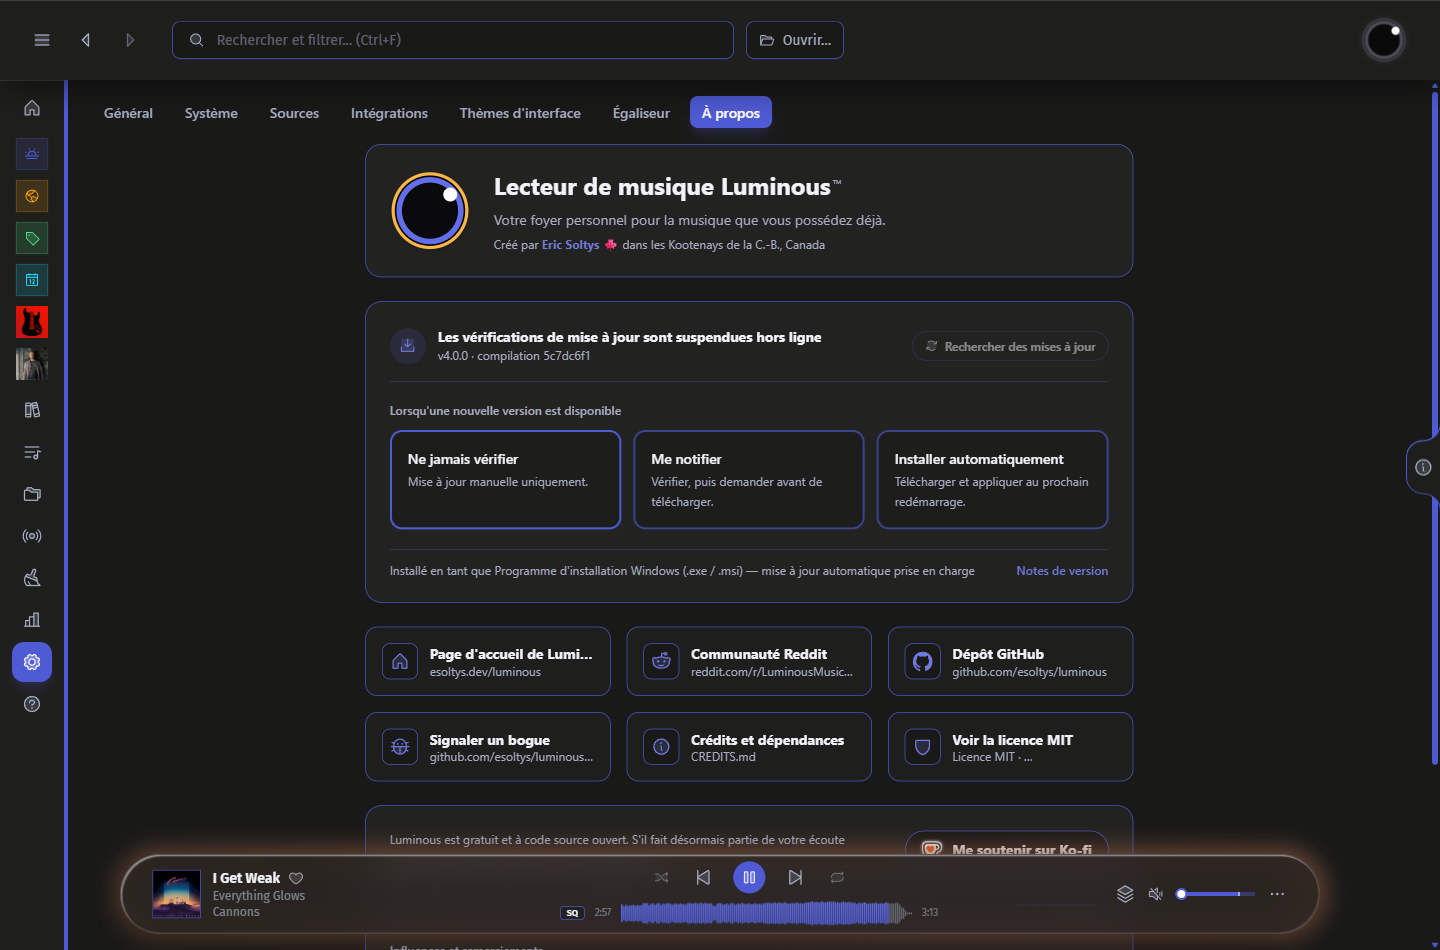 Rechercher et filtrer... (Ctrl+F)
Ouvrir...
Général
Système
Sources
Intégrations
Thèmes d'interface
Égaliseur
À propos
12
Lecteur de musique Luminous™
Votre foyer personnel pour la musique que vous possédez déjà.
Créé par Eric Soltys dans les Kootenays de la C.-B., Canada
Les vérifications de mise à jour sont suspendues hors ligne
v4.0.0 · compilation 5c7dc6f1
Rechercher des mises à jour
Lorsqu'une nouvelle version est disponible
Ne jamais vérifier
Mise à jour manuelle uniquement.
Me notifier
Vérifier, puis demander avant de
télécharger.
Installer automatiquement
Télécharger et appliquer au prochain
redémarrage.
Installé en tant que Programme d'installation Windows (.exe / .msi) — mise à jour automatique prise en charge
Notes de version
Page d'accueil de Lumi...
esoltys.dev/luminous
Communauté Reddit
reddit.com/r/LuminousMusic...
Dépôt GitHub
github.com/esoltys/luminous
Signaler un bogue
github.com/esoltys/luminous...
Crédits et dépendances
CREDITS.md
Voir la licence MIT
Licence MIT · ...
Luminous est gratuit et à code source ouvert. S'il fait désormais partie de votre écoute
Me soutenir sur Ko-fi
I Get Weak
Everything Glows
Cannons
SQ
2:57
3:13